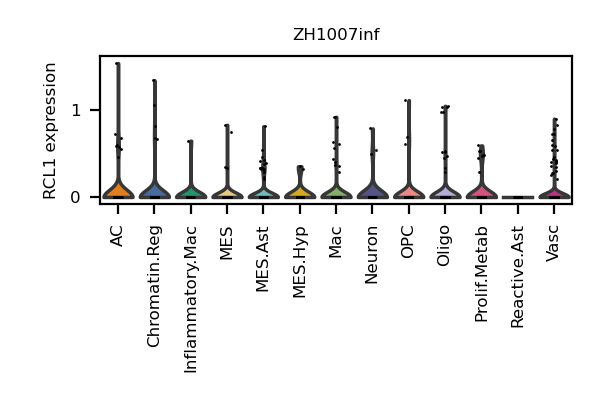 ZH1007inf
RCL1 expression
1
0
AC
Chromatin.Reg
Inflammatory.Mac
MES
MES.Ast
MES.Hyp
Mac
Neuron
OPC
Oligo
Prolif.Metab
Reactive.Ast
Vasc